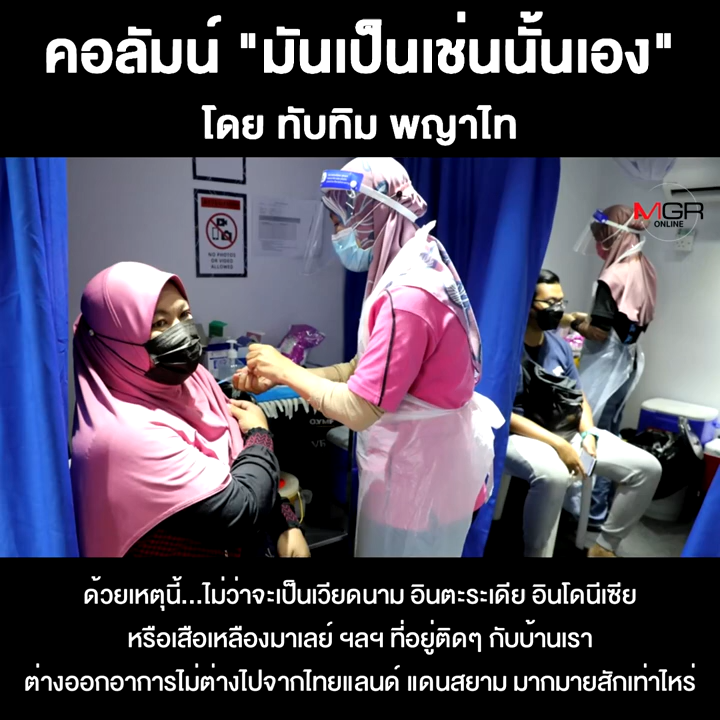 คอลัมน์ "มันเป็นเช่นนั้นเอง"
โดย ทับทิม พญาไท
MGR
ONLINE
NO PHOTOS
OR VIDEO
ALLOWED
ด้วยเหตุนี้...ไม่ว่าจะเป็นเวียดนาม อินตะระเดีย อินโดนีเซีย
หรือเสือเหลืองมาเลย์ ฯลฯ ที่อยู่ติดๆ กับบ้านเรา
ต่างออกอาการไม่ต่างไปจากไทยแลนด์ แดนสยาม มากมายสักเท่าไหร่